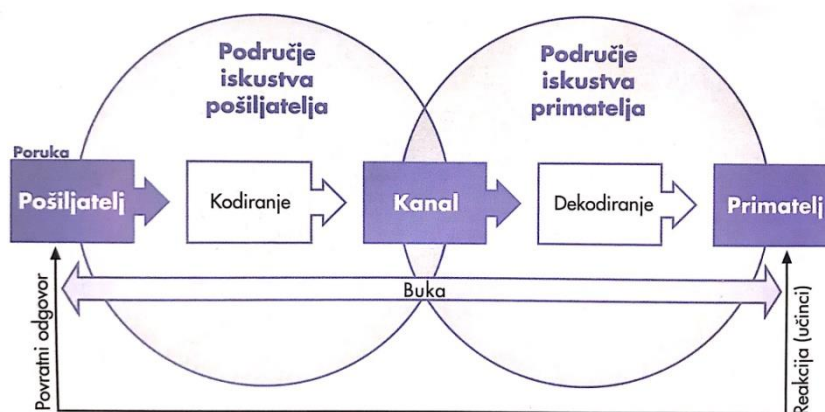 Područje
iskustva
pošiljatelja
Područje
iskustva
primatelja
Poruka
Pošiljatelj
Kodiranje
Kanal
Dekodiranje
Primatelj
Buka
Povratni odgovor
Reakcija (učinci)